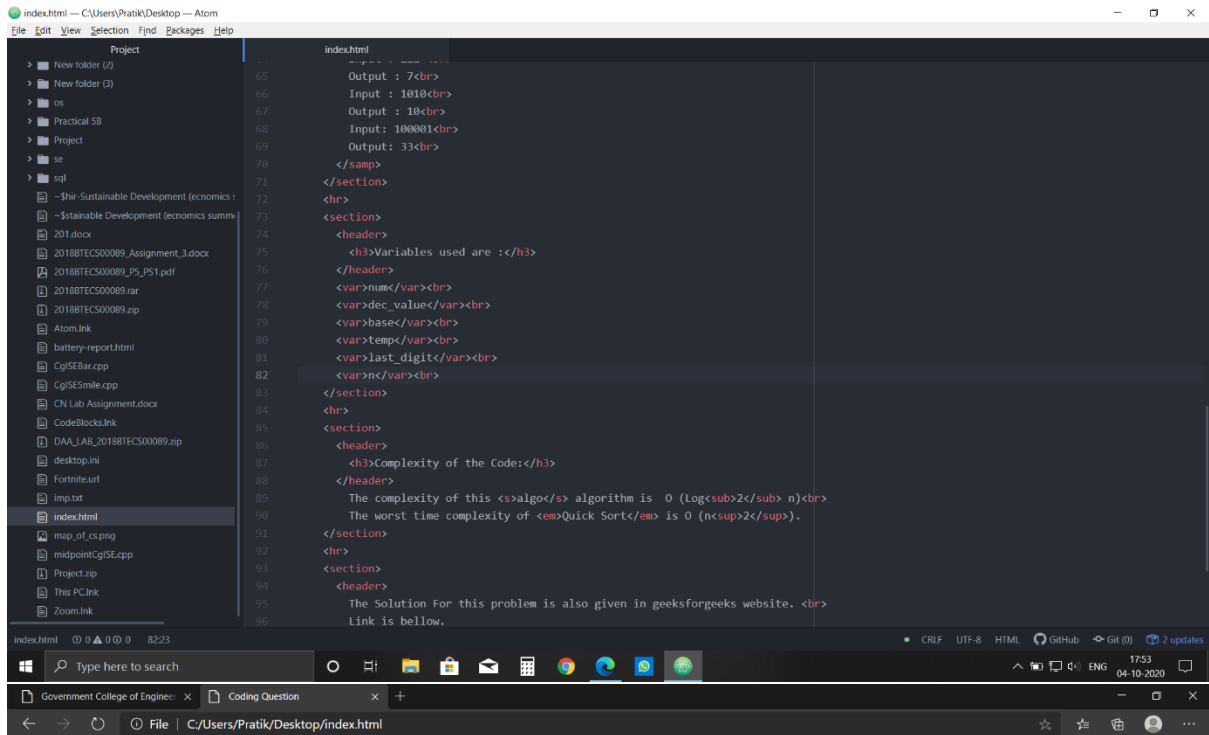 index.html — C:\Users\Pratik\Desktop — Atom
File Edit View Selection Find Packages Help
Project
New folder (2)
New folder (3)
os
Practical 5B
Project
se
sql
~$hir-Sustainable Development (ecnomics s
~$stainable Development (ecnomics summe
201.docx
2018BTECS00089_Assignment_3.docx
2018BTECS00089_P5_PS1.pdf
2018BTECS00089.rar
2018BTECS00089.zip
Atom.lnk
battery-report.html
CgISEBar.cpp
CgISESmile.cpp
CN Lab Assignment.docx
CodeBlocks.lnk
DAA_LAB_2018BTECS00089.zip
desktop.ini
Fortnite.url
imp.txt
index.html
map_of_cs.png
midpointCgISE.cpp
Project.zip
This PC.lnk
Zoom.lnk
index.html
65 Output : 7<br>
66 Input : 1010<br>
67 Output : 10<br>
68 Input: 100001<br>
69 Output: 33<br>
70 </samp>
71 </section>
72 <hr>
73 <section>
74 <header>
75 <h3>Variables used are :</h3>
76 </header>
77 <var>num</var><br>
78 <var>dec_value</var><br>
79 <var>base</var><br>
80 <var>temp</var><br>
81 <var>last_digit</var><br>
82 <var>n</var><br>
83 </section>
84 <hr>
85 <section>
86 <header>
87 <h3>Complexity of the Code:</h3>
88 </header>
89 The complexity of this <s>algo</s> algorithm is  O (Log<sub>2</sub> n)<br>
90 The worst time complexity of <em>Quick Sort</em> is O (n<sup>2</sup>).
91 </section>
92 <hr>
93 <section>
94 <header>
95 The Solution For this problem is also given in geeksforgeeks website. <br>
96 Link is bellow.
index.html 0 0 0 82:23 CRLF UTF-8 HTML GitHub Git (0) 2 updates
Type here to search ENG 17:53
04-10-2020
Government College of Engineer Coding Question
File | C:/Users/Pratik/Desktop/index.html